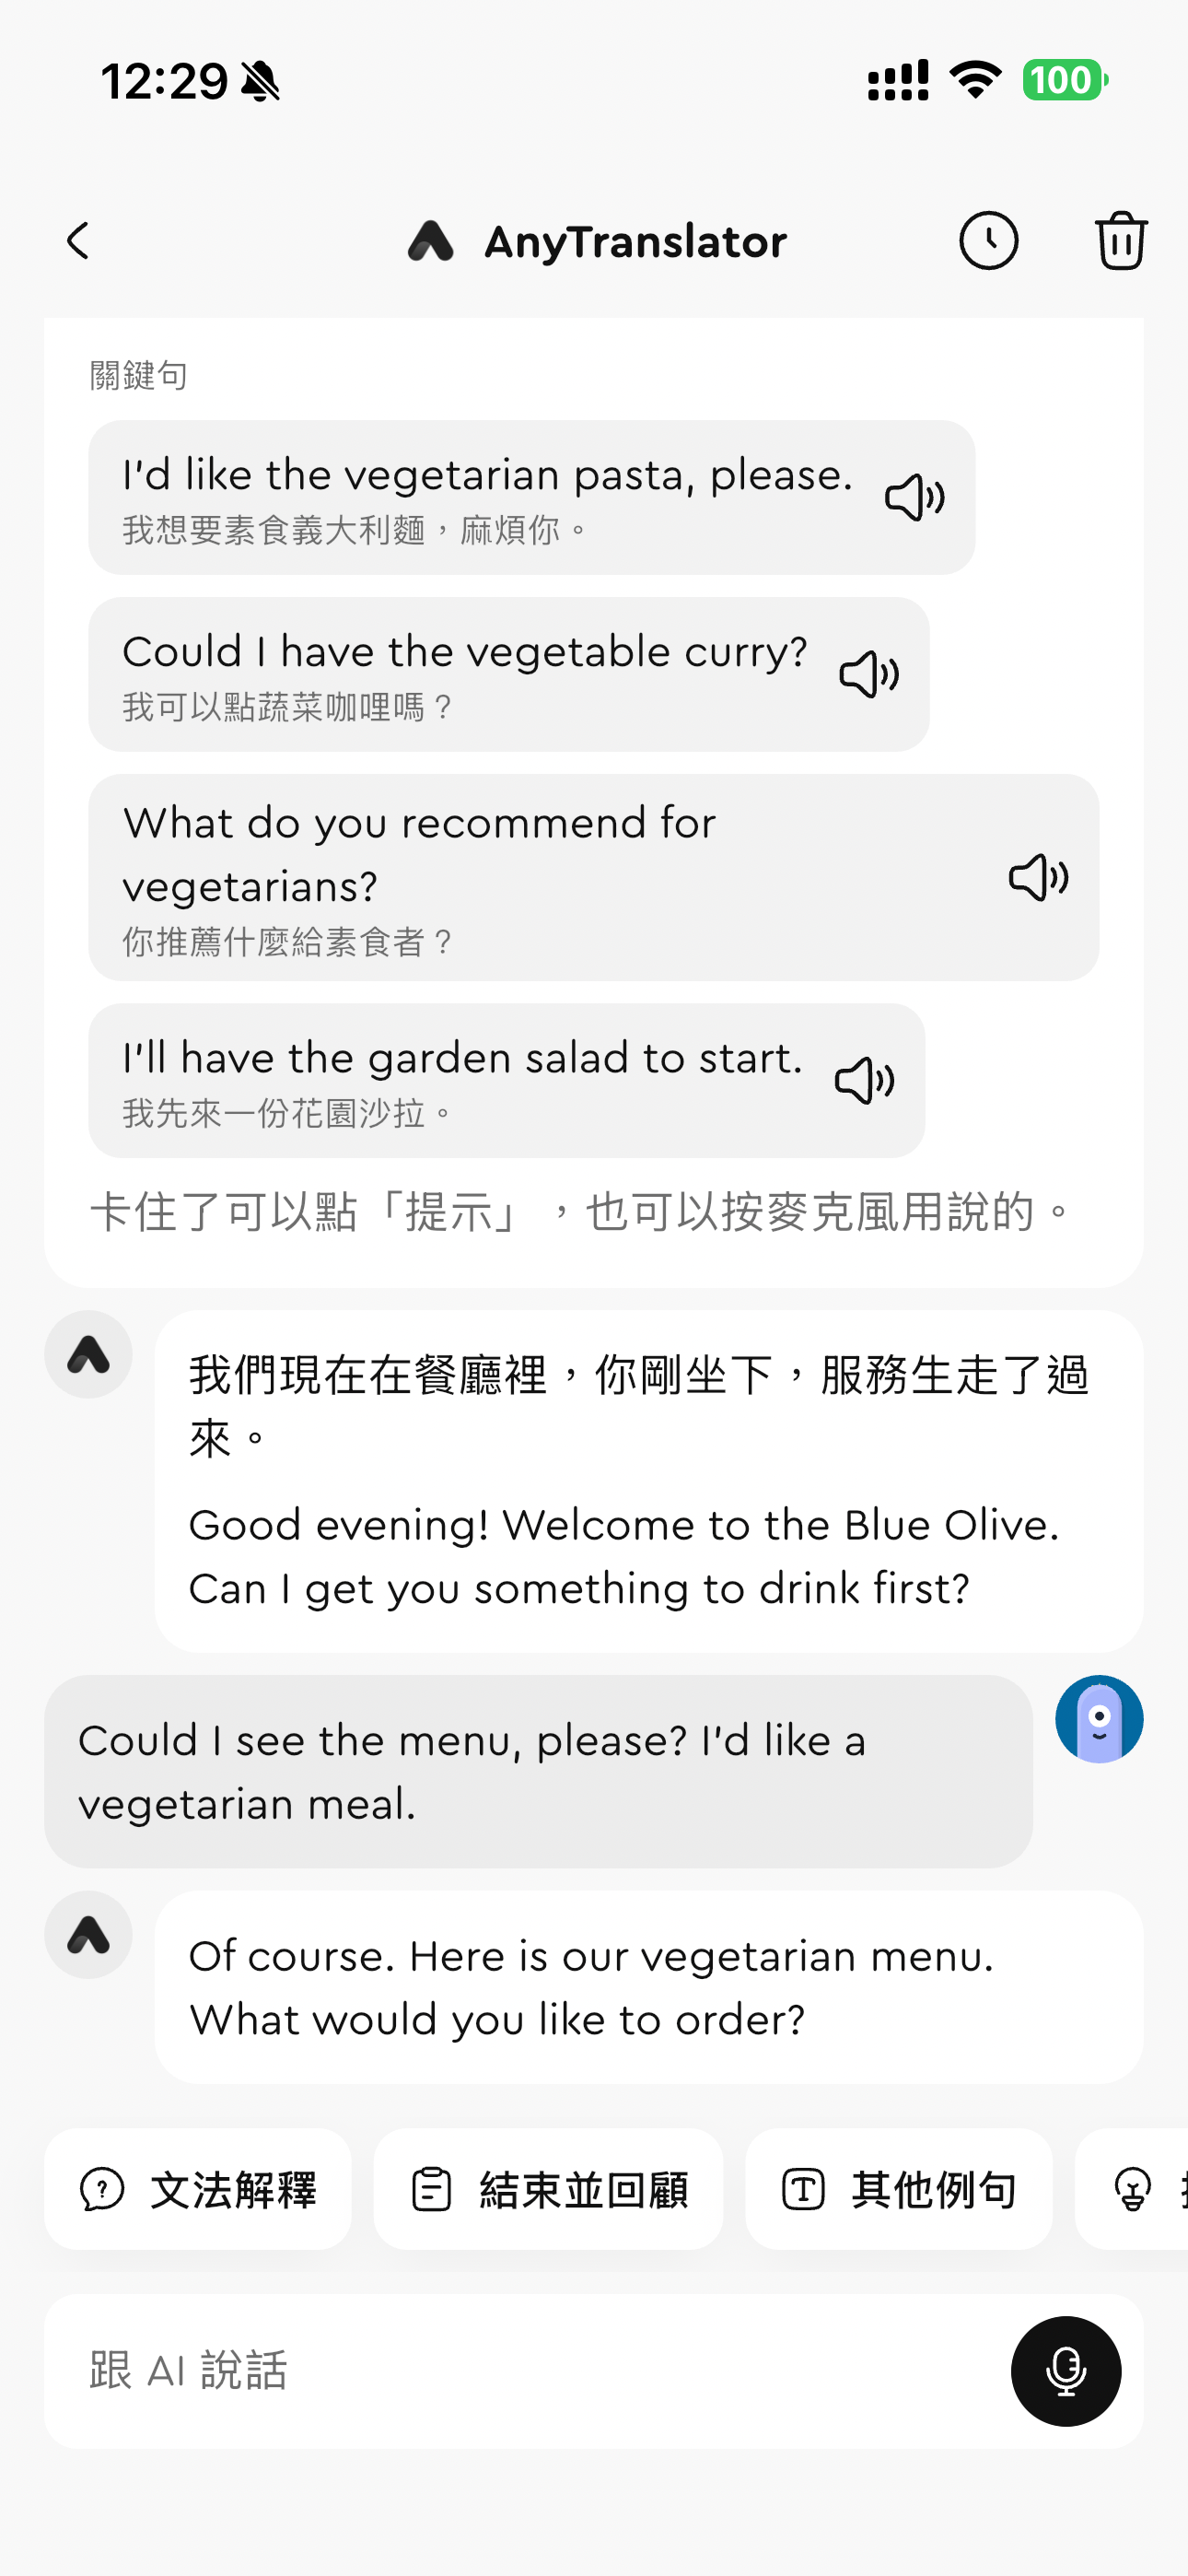 12:29
100
AnyTranslator
關鍵句
I'd like the vegetarian pasta, please.
我想要素食義大利麵，麻煩你。
Could I have the vegetable curry?
我可以點蔬菜咖哩嗎？
What do you recommend for
vegetarians?
你推薦什麼給素食者？
I'll have the garden salad to start.
我先來一份花園沙拉。
卡住了可以點「提示」，也可以按麥克風用說的。
我們現在在餐廳裡，你剛坐下，服務生走了過
來。
Good evening! Welcome to the Blue Olive.
Can I get you something to drink first?
Could I see the menu, please? I'd like a
vegetarian meal.
Of course. Here is our vegetarian menu.
What would you like to order?
文法解釋
結束並回顧
其他例句
跟 AI 說話